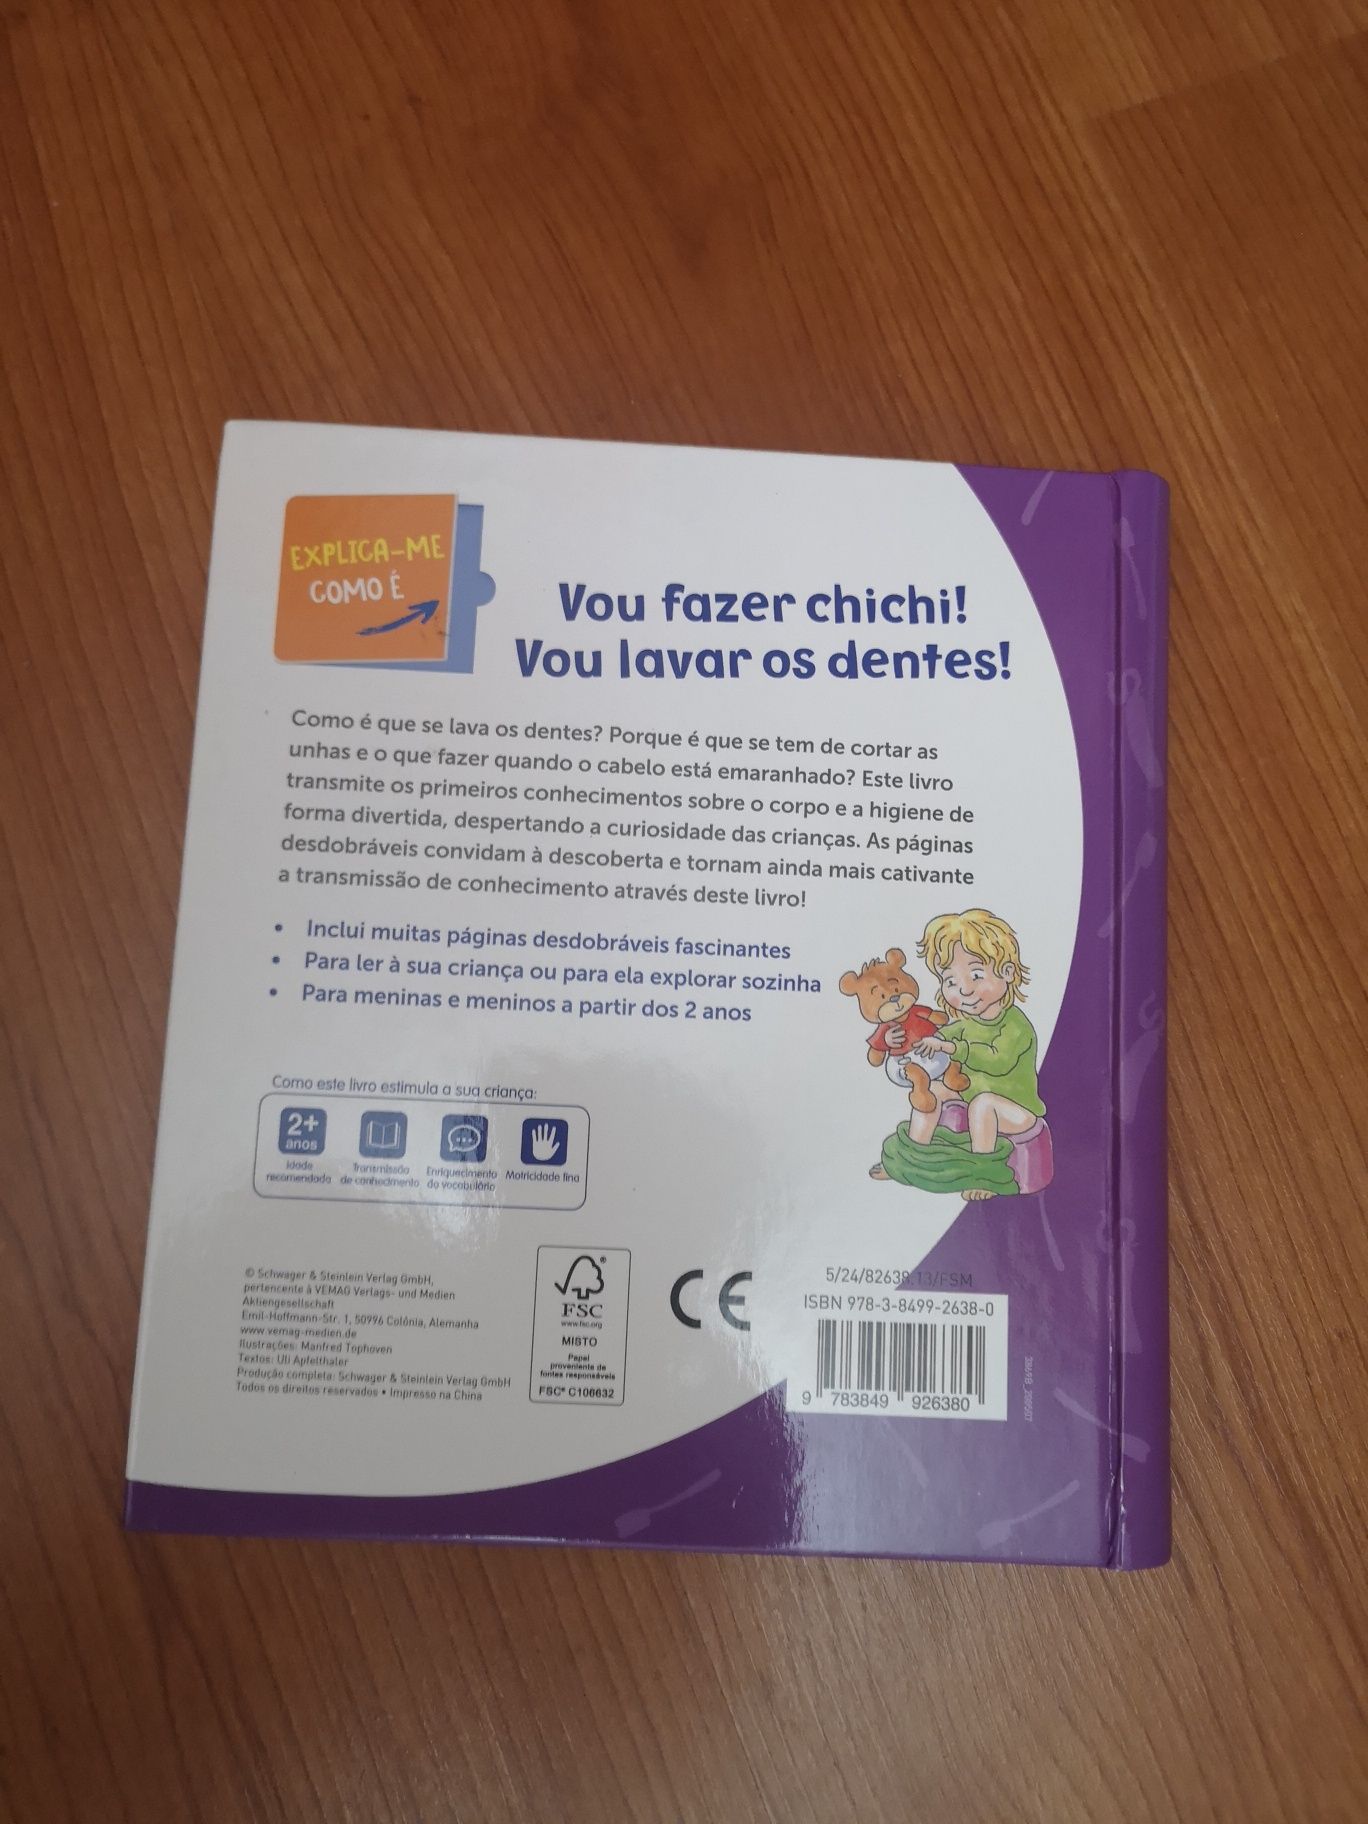 EXPLICA-ME
COMO É
Vou fazer chichi!
Vou lavar os dentes!
Como é que se lava os dentes? Porque é que se tem de cortar as
unhas e o que fazer quando o cabelo está emaranhado? Este livro
transmite os primeiros conhecimentos sobre o corpo e a higiene de
forma divertida, despertando a curiosidade das crianças. As páginas
desdobráveis convidam à descoberta e tornam ainda mais cativante
a transmissão de conhecimento através deste livro!
• Inclui muitas páginas desdobráveis fascinantes
• Para ler à sua criança ou para ela explorar sozinha
• Para meninas e meninos a partir dos 2 anos
Como este livro estimula a sua criança:
2+
anos
Idade
recomendada
Transmissão
de conhecimento
Enriquecimento
do vocabulário
Motricidade fina
© Schwager & Steinlein Verlag GmbH,
pertencente à VEMAG Verlags- und Medien
Aktiengesellschaft
Emil-Hoffmann-Str. 1, 50996 Colónia, Alemanha
www.vemag-medien.de
Ilustrações: Manfred Tophoven
Textos: Uli Apfelthaler
Produção completa: Schwager & Steinlein Verlag GmbH
Todos os direitos reservados • Impresso na China
®
FSC
www.fsc.org
MISTO
Papel
proveniente de
fontes responsáveis
FSC® C106632
CE
5/24/82638.13/FSM
ISBN 978-3-8499-2638-0
9 783849 926380